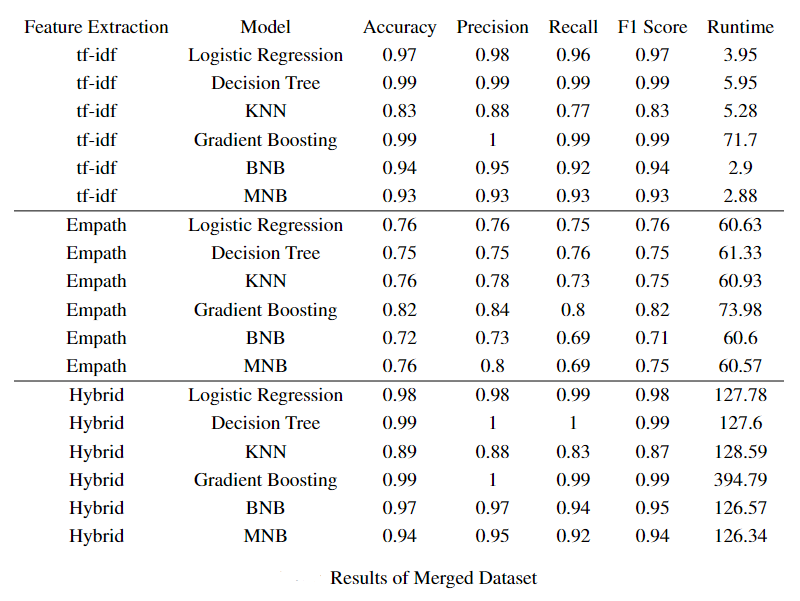 Feature Extraction Model Accuracy Precision Recall F1 Score Runtime
tf-idf Logistic Regression 0.97 0.98 0.96 0.97 3.95
tf-idf Decision Tree 0.99 0.99 0.99 0.99 5.95
tf-idf KNN 0.83 0.88 0.77 0.83 5.28
tf-idf Gradient Boosting 0.99 1 0.99 0.99 71.7
tf-idf BNB 0.94 0.95 0.92 0.94 2.9
tf-idf MNB 0.93 0.93 0.93 0.93 2.88
Empath Logistic Regression 0.76 0.76 0.75 0.76 60.63
Empath Decision Tree 0.75 0.75 0.76 0.75 61.33
Empath KNN 0.76 0.78 0.73 0.75 60.93
Empath Gradient Boosting 0.82 0.84 0.8 0.82 73.98
Empath BNB 0.72 0.73 0.69 0.71 60.6
Empath MNB 0.76 0.8 0.69 0.75 60.57
Hybrid Logistic Regression 0.98 0.98 0.99 0.98 127.78
Hybrid Decision Tree 0.99 1 1 0.99 127.6
Hybrid KNN 0.89 0.88 0.83 0.87 128.59
Hybrid Gradient Boosting 0.99 1 0.99 0.99 394.79
Hybrid BNB 0.97 0.97 0.94 0.95 126.57
Hybrid MNB 0.94 0.95 0.92 0.94 126.34
Results of Merged Dataset